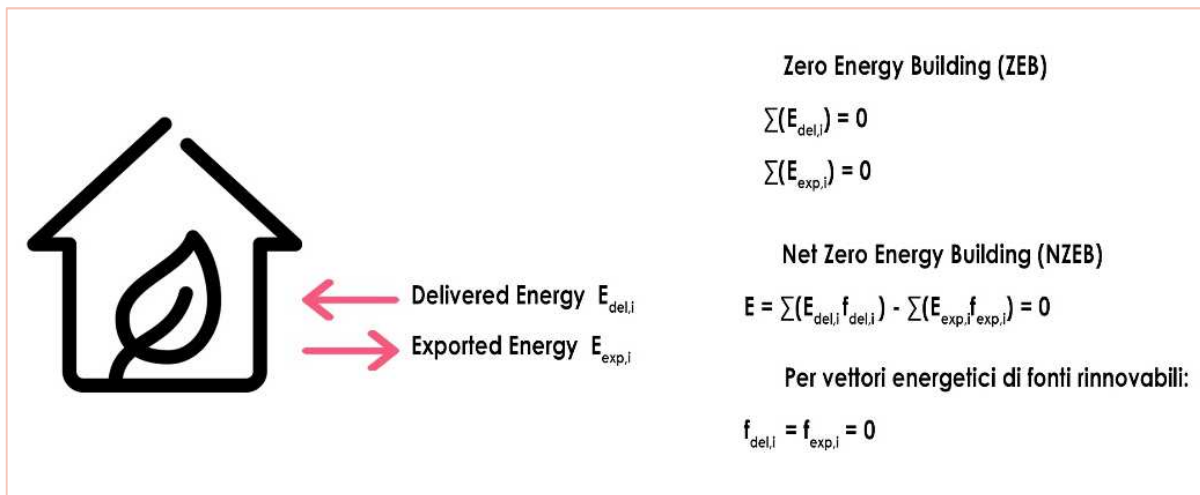 Delivered Energy E_del,i
Exported Energy E_exp,i
Zero Energy Building (ZEB)
∑(E_del,i) = 0
∑(E_exp,i) = 0
Net Zero Energy Building (NZEB)
E = ∑(E_del,i f_del,i) - ∑(E_exp,i f_exp,i) = 0
Per vettori energetici di fonti rinnovabili:
f_del,i = f_exp,i = 0